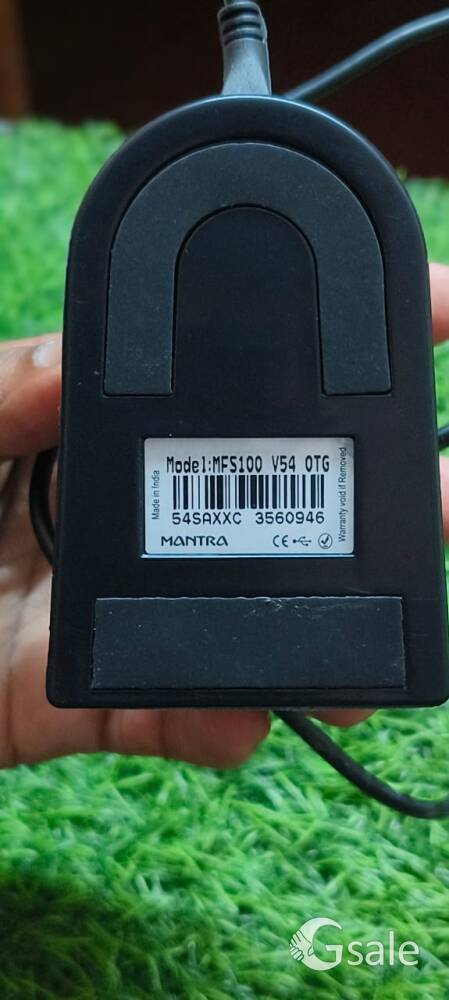 Model:MFS100 V54 OTG
Made in India
54SAXXC 3560946
Warranty void if Removed
MANTRA
CE
Gsale